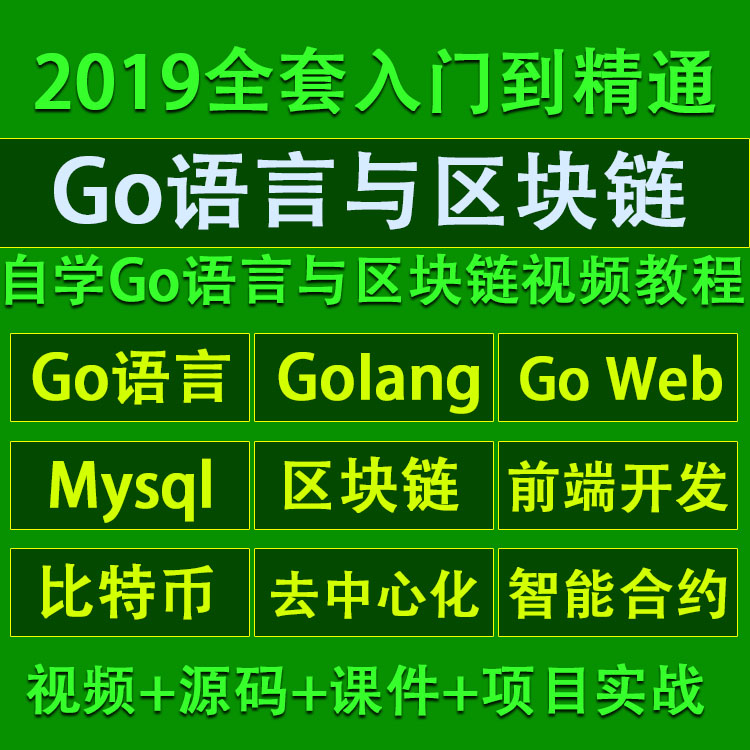 2019全套入门到精通
Go语言与区块链
自学Go语言与区块链视频教程
Go语言 Golang Go Web
Mysql 区块链 前端开发
比特币 去中心化 智能合约
视频+源码+课件+项目实战